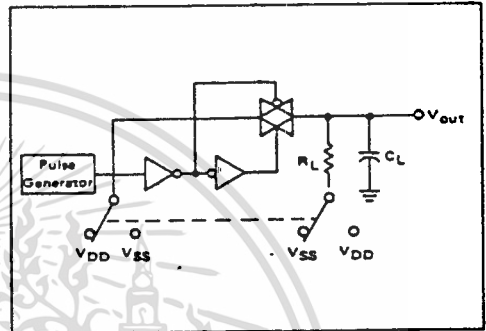 VOUT
Pulse
Generator
RL
CL
VDD
VSS
VSS
VDD